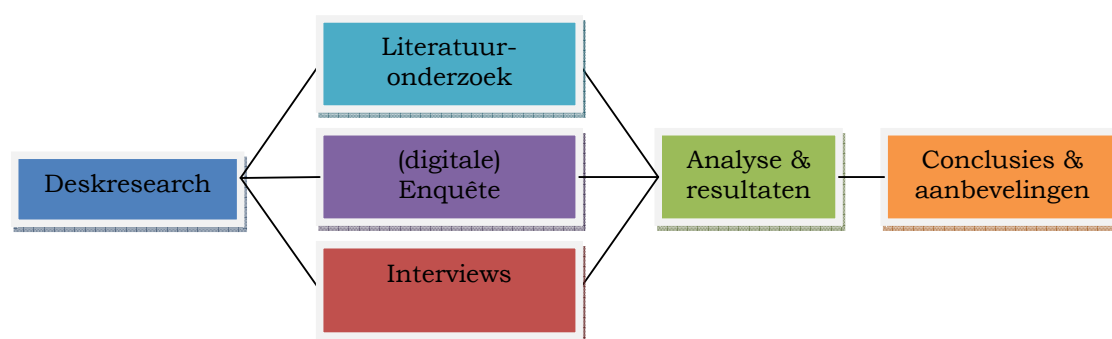 Deskresearch
Literatuur-
onderzoek
(digitale)
Enquête
Interviews
Analyse &
resultaten
Conclusies &
aanbevelingen